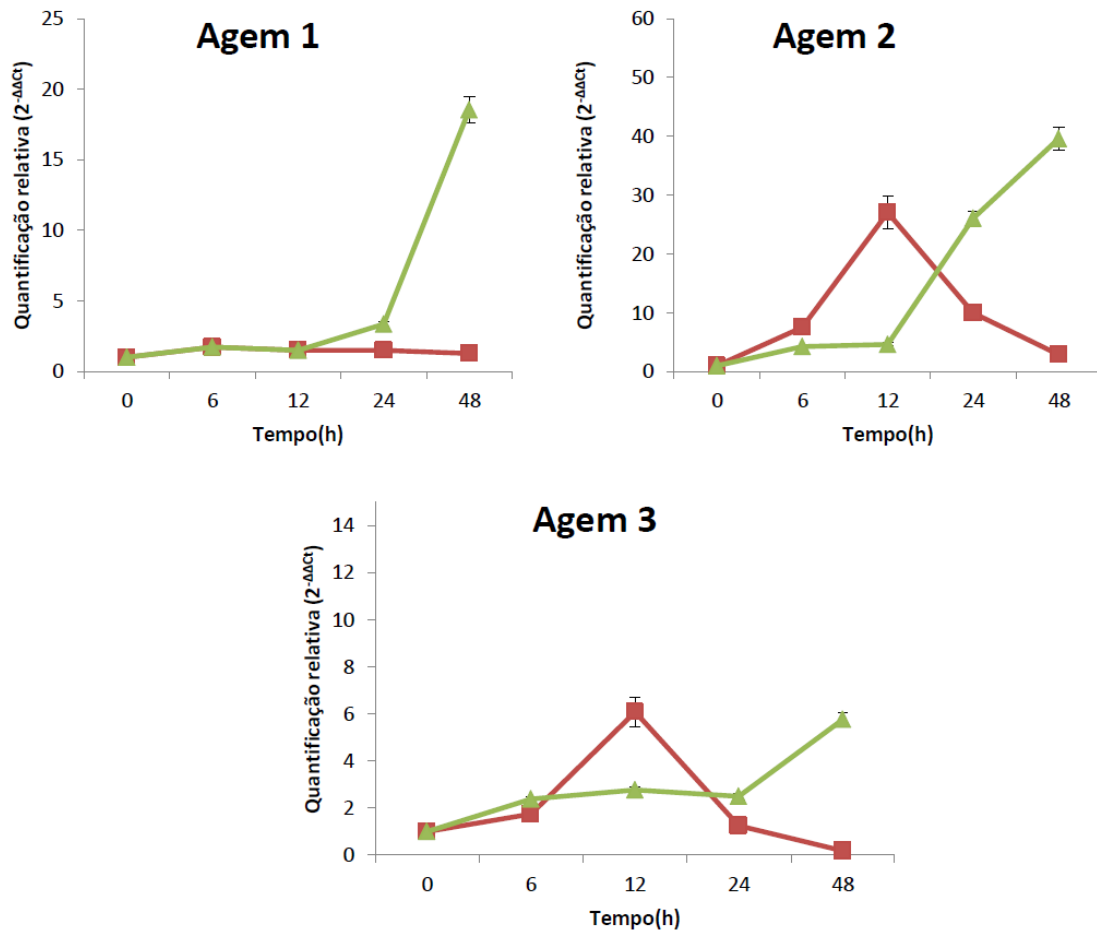 Agem 1
Quantificação relativa (2^-ΔΔCt)
25
20
15
10
5
0
0 6 12 24 48
Tempo(h)
Agem 2
Quantificação relativa (2^-ΔΔCt)
60
50
40
30
20
10
0
0 6 12 24 48
Tempo(h)
Agem 3
Quantificação relativa (2^-ΔΔCt)
14
12
10
8
6
4
2
0
0 6 12 24 48
Tempo(h)